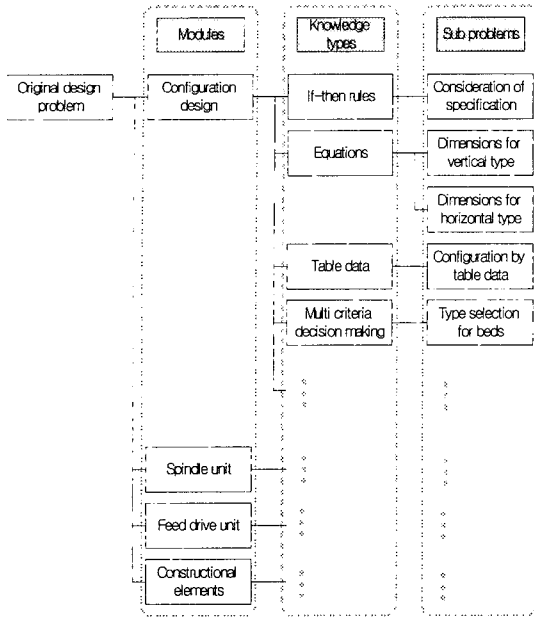 Modules
Knowledge
types
Sub problems
Original design
problem
Configuration
design
If-then rules
Consideration of
specification
Equations
Dimensions for
vertical type
Dimensions for
horizontal type
Table data
Configuration by
table data
Multi criteria
decision making
Type selection
for beds
Spindle unit
Feed drive unit
Constructional
elements